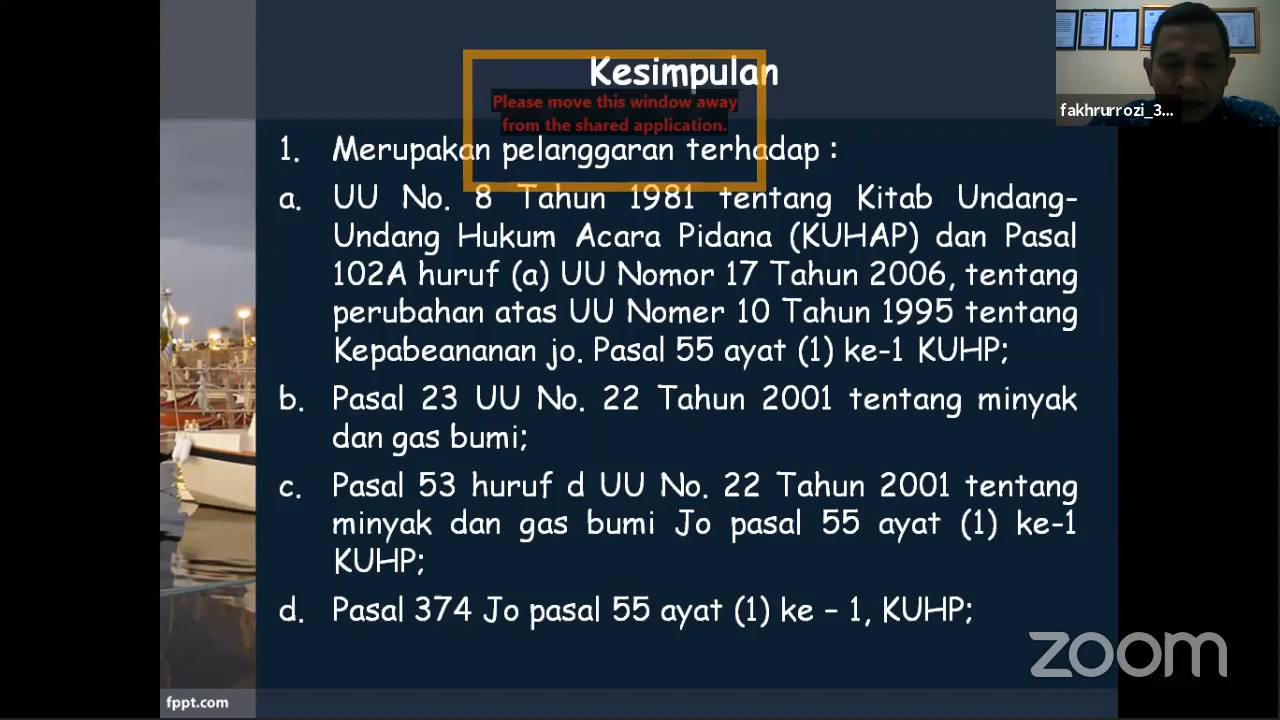 Kesimpulan
Please move this window away
from the shared application.
fakhrurrozi_3...
1. Merupakan pelanggaran terhadap :
a. UU No. 8 Tahun 1981 tentang Kitab Undang-
Undang Hukum Acara Pidana (KUHAP) dan Pasal
102A huruf (a) UU Nomor 17 Tahun 2006, tentang
perubahan atas UU Nomer 10 Tahun 1995 tentang
Kepabeananan jo. Pasal 55 ayat (1) ke-1 KUHP;
b. Pasal 23 UU No. 22 Tahun 2001 tentang minyak
dan gas bumi;
c. Pasal 53 huruf d UU No. 22 Tahun 2001 tentang
minyak dan gas bumi Jo pasal 55 ayat (1) ke-1
KUHP;
d. Pasal 374 Jo pasal 55 ayat (1) ke – 1, KUHP;
zoom
fppt.com